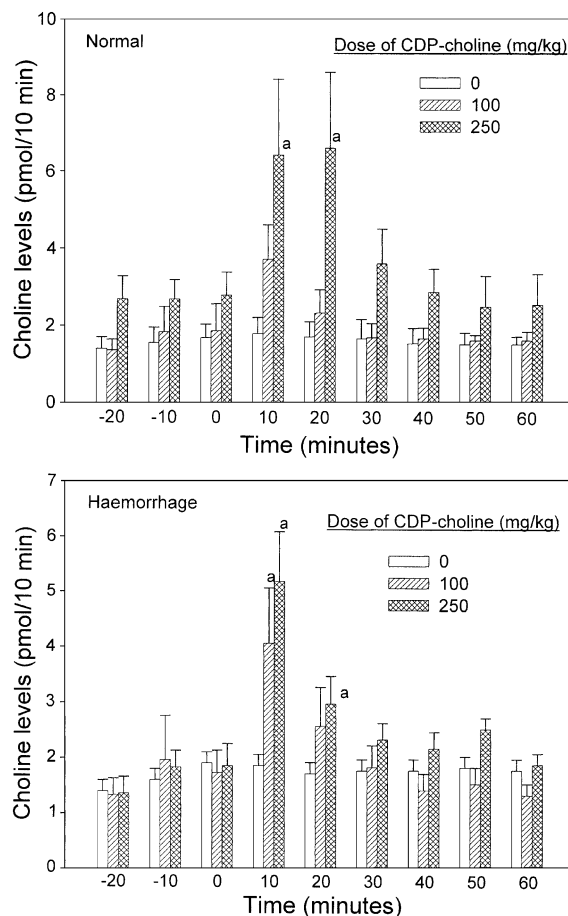 Normal
Dose of CDP-choline (mg/kg)
0
100
250
Choline levels (pmol/10 min)
10
8
6
4
2
0
a
a
-20 -10 0 10 20 30 40 50 60
Time (minutes)
Haemorrhage
Dose of CDP-choline (mg/kg)
0
100
250
Choline levels (pmol/10 min)
7
6
5
4
3
2
1
0
a
a
a
-20 -10 0 10 20 30 40 50 60
Time (minutes)